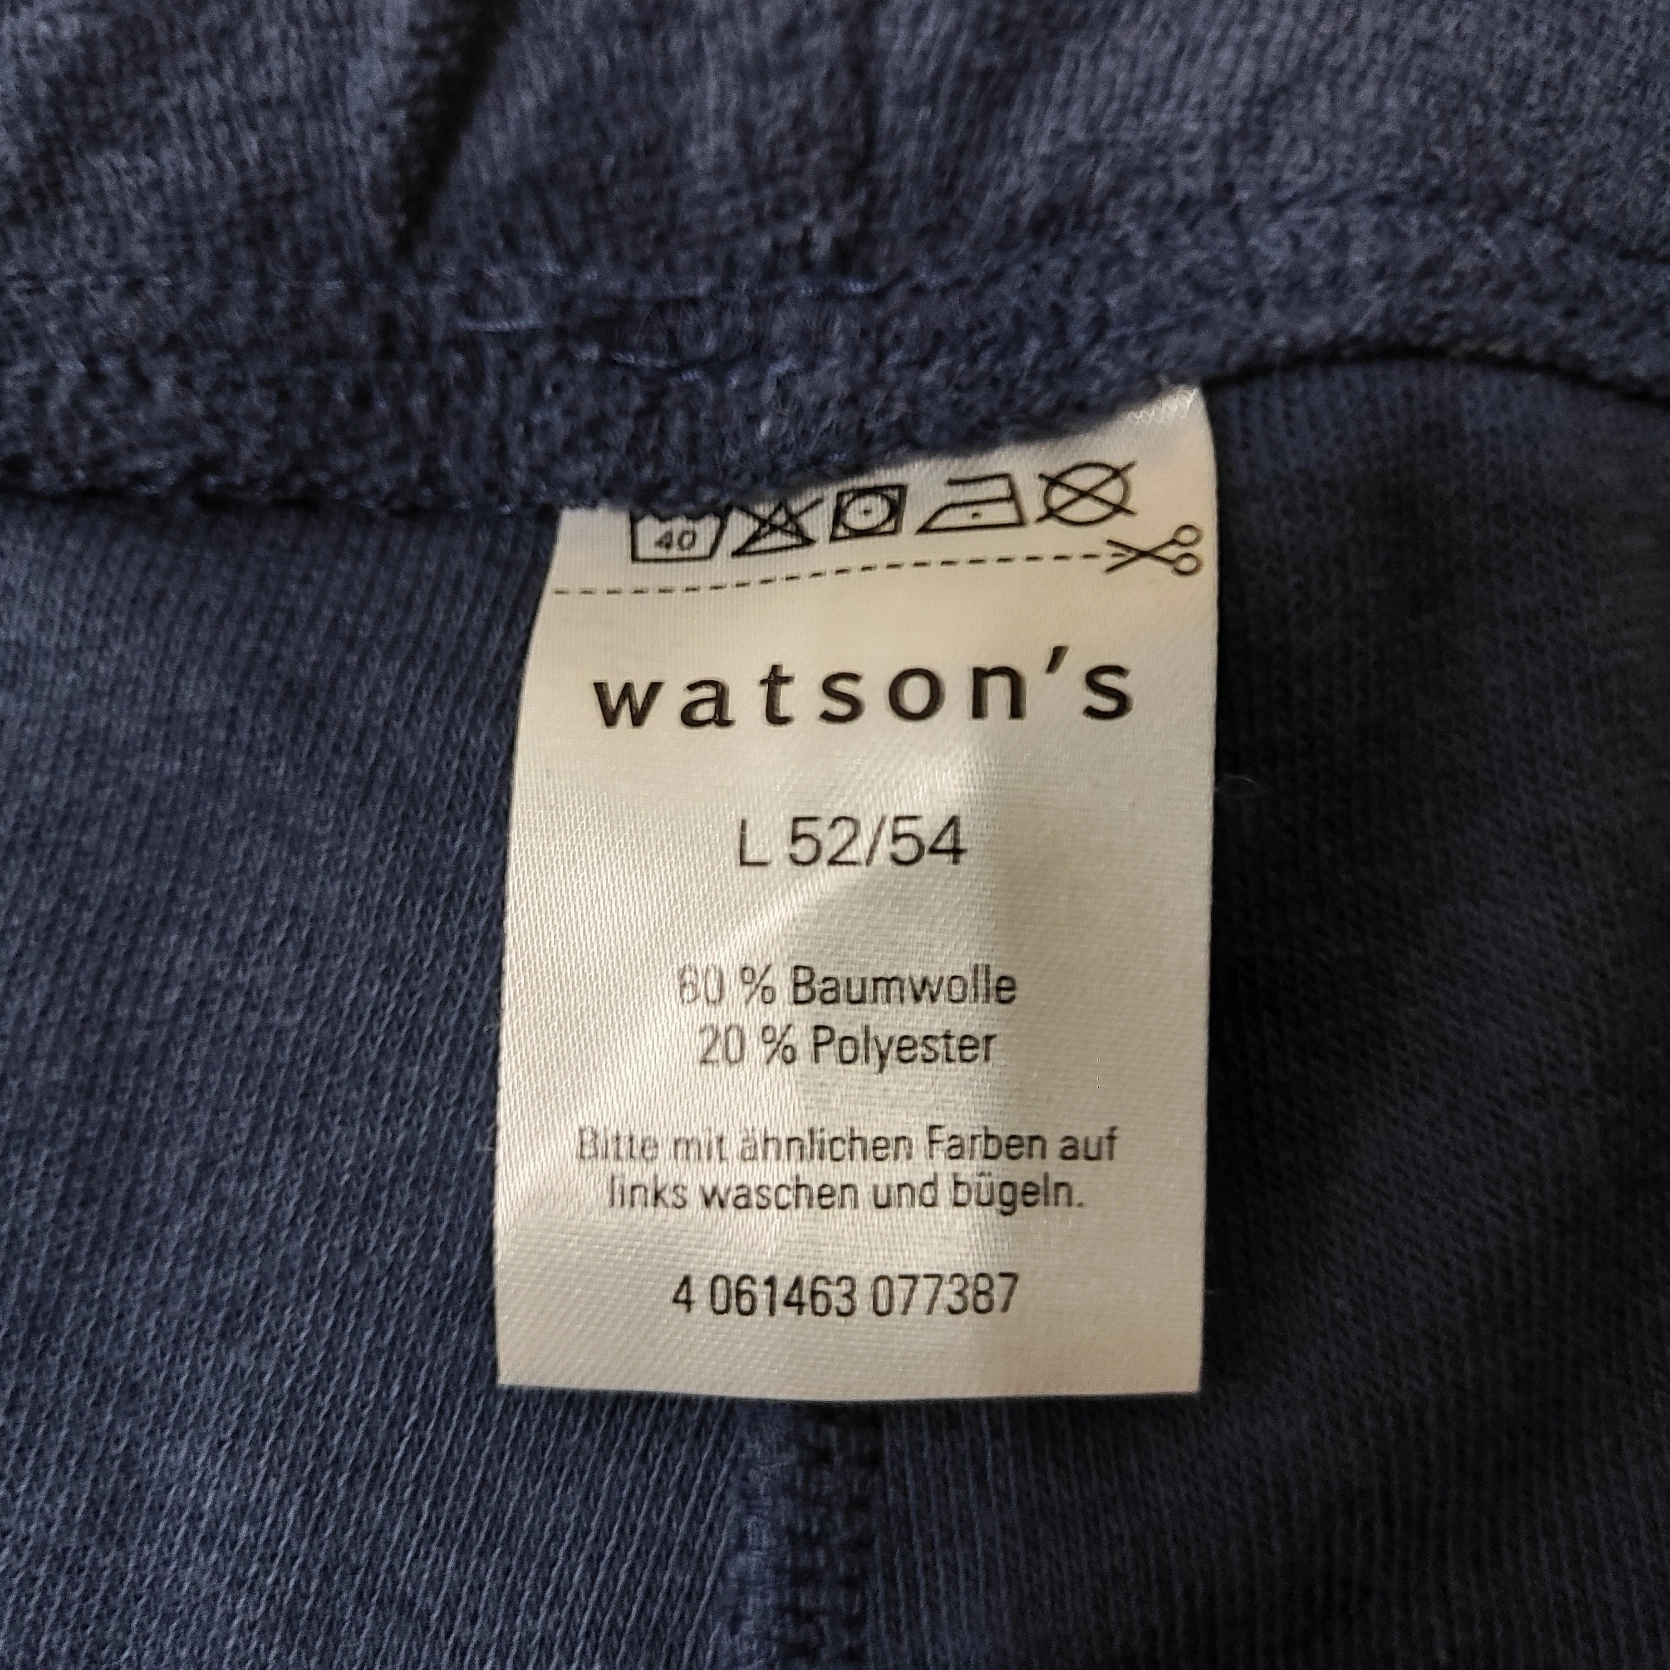 40
watson's
L 52/54
80 % Baumwolle
20 % Polyester
Bitte mit ähnlichen Farben auf
links waschen und bügeln.
4 061463 077387